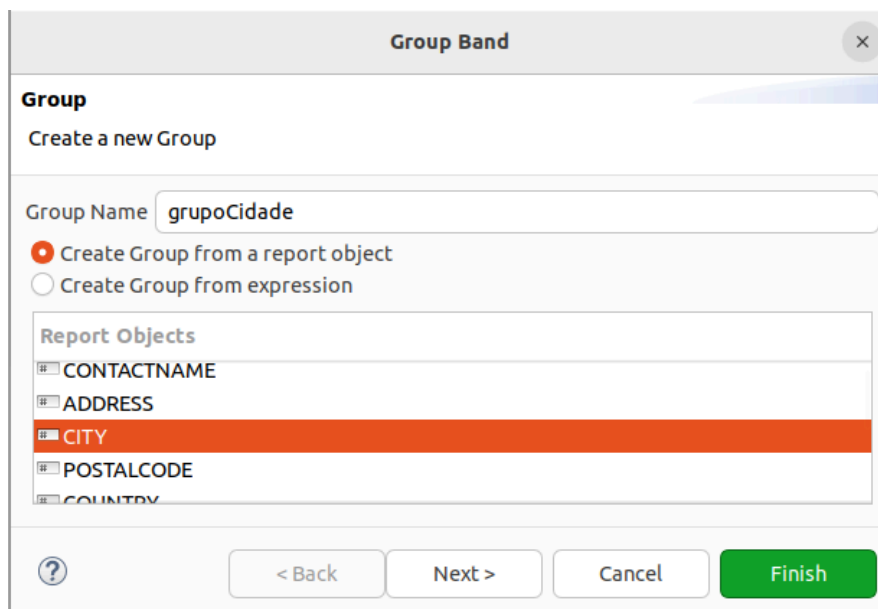 Group Band
Group
Create a new Group
Group Name grupoCidade
Create Group from a report object
Create Group from expression
Report Objects
CONTACTNAME
ADDRESS
CITY
POSTALCODE
COUNTRY
? < Back Next > Cancel Finish